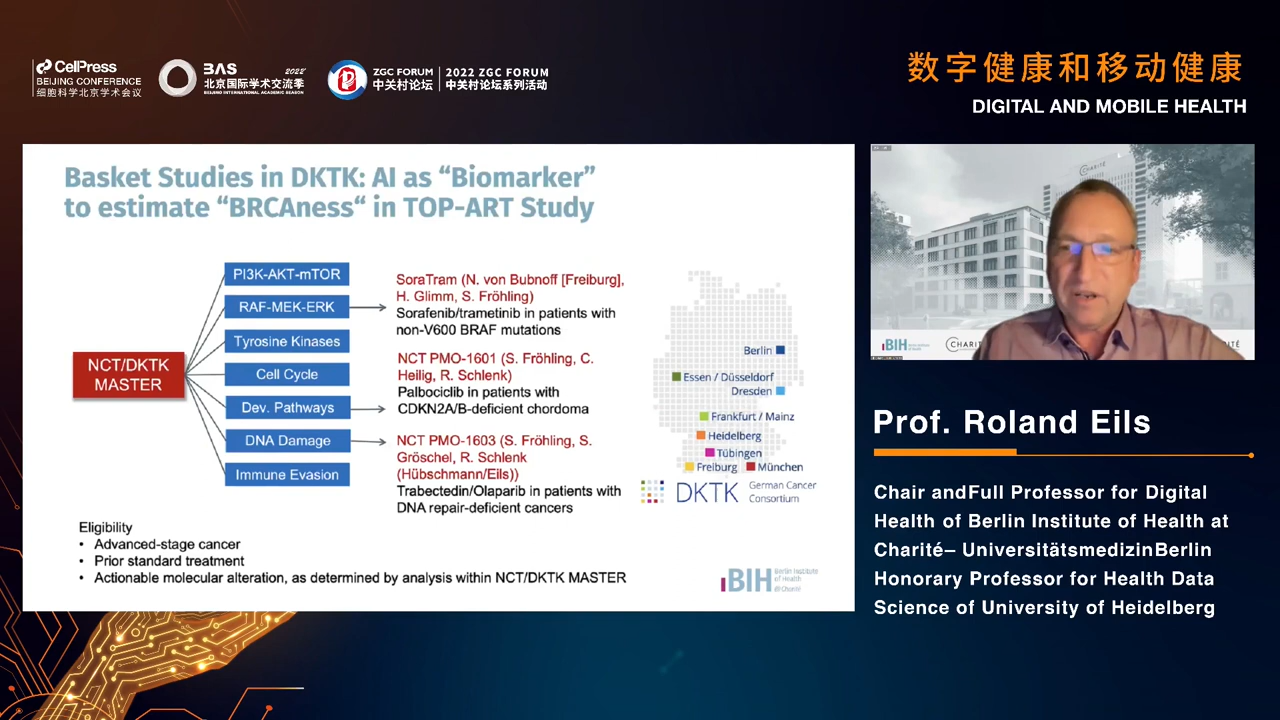 CellPress
BEIJING CONFERENCE
细胞科学北京学术会议
BAS 2022
北京国际学术交流季
BEIJING INTERNATIONAL ACADEMIC SEASON
ZGC FORUM
中关村论坛
2022 ZGC FORUM
中关村论坛系列活动
数字健康和移动健康
DIGITAL AND MOBILE HEALTH
Basket Studies in DKTK: AI as “Biomarker”
to estimate “BRCAness“ in TOP-ART Study
NCT/DKTK
MASTER
PI3K-AKT-mTOR
RAF-MEK-ERK
Tyrosine Kinases
Cell Cycle
Dev. Pathways
DNA Damage
Immune Evasion
SoraTram (N. von Bubnoff [Freiburg],
H. Glimm, S. Fröhling)
Sorafenib/trametinib in patients with
non-V600 BRAF mutations
NCT PMO-1601 (S. Fröhling, C.
Heilig, R. Schlenk)
Palbociclib in patients with
CDKN2A/B-deficient chordoma
NCT PMO-1603 (S. Fröhling, S.
Gröschel, R. Schlenk
(Hübschmann/Eils))
Trabectedin/Olaparib in patients with
DNA repair-deficient cancers
Berlin
Essen / Düsseldorf
Dresden
Frankfurt / Mainz
Heidelberg
Tübingen
Freiburg
München
DKTK
German Cancer
Consortium
Eligibility
• Advanced-stage cancer
• Prior standard treatment
• Actionable molecular alteration, as determined by analysis within NCT/DKTK MASTER
BIH
Berlin Institute
of Health
@Charité
CHARITÉ
BIH
CHARITÉ
Prof. Roland Eils
Chair andFull Professor for Digital
Health of Berlin Institute of Health at
Charité– UniversitätsmedizinBerlin
Honorary Professor for Health Data
Science of University of Heidelberg